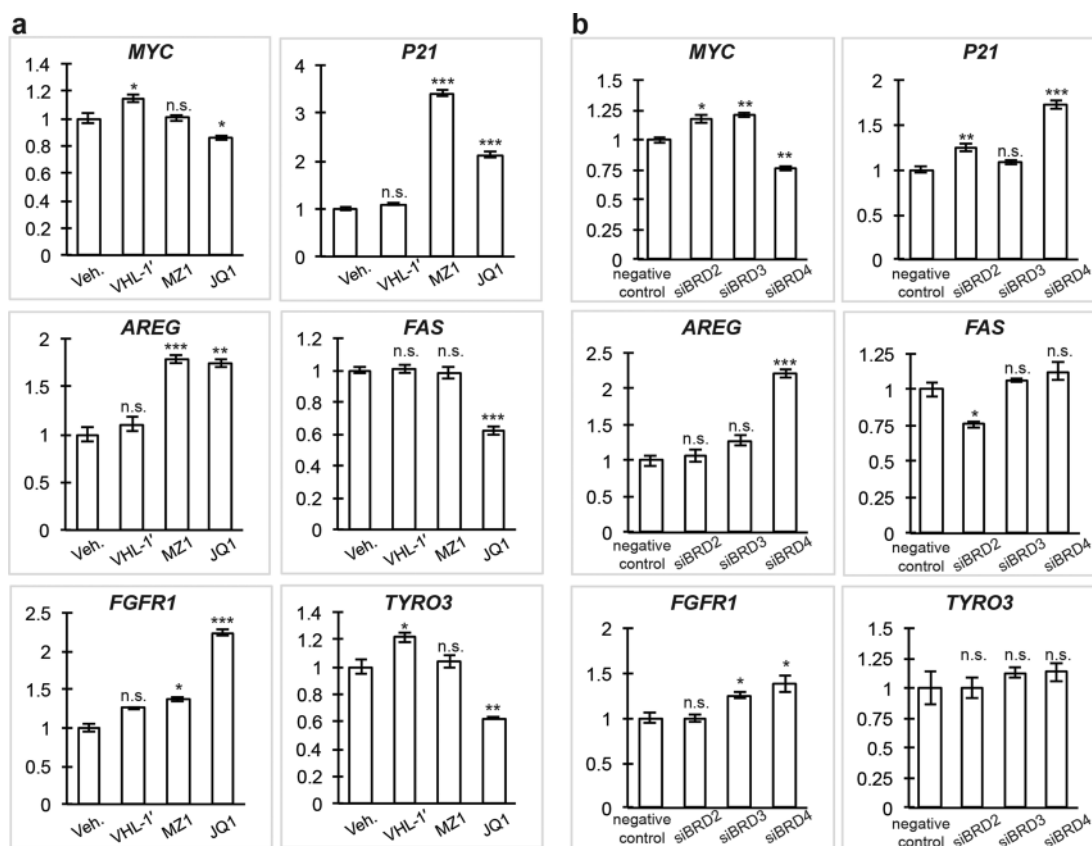 a
MYC
1.4
1.2
1
0.8
0.6
0.4
0.2
0
*
n.s.
*
Veh.
VHL-1′
MZ1
JQ1
P21
4
3
2
1
0
n.s.
***
***
Veh.
VHL-1′
MZ1
JQ1
AREG
2
1.5
1
0.5
0
n.s.
***
**
Veh.
VHL-1′
MZ1
JQ1
FAS
1.2
1
0.8
0.6
0.4
0.2
0
n.s.
n.s.
***
Veh.
VHL-1′
MZ1
JQ1
FGFR1
2.5
2
1.5
1
0.5
0
n.s.
*
***
Veh.
VHL-1′
MZ1
JQ1
TYRO3
1.4
1.2
1
0.8
0.6
0.4
0.2
0
*
n.s.
**
Veh.
VHL-1′
MZ1
JQ1
b
MYC
1.5
1.25
1
0.75
0.5
0.25
0
*
**
**
negative
control
siBRD2
siBRD3
siBRD4
P21
2
1.5
1
0.5
0
**
n.s.
***
negative
control
siBRD2
siBRD3
siBRD4
AREG
2.5
2
1.5
1
0.5
0
n.s.
n.s.
***
negative
control
siBRD2
siBRD3
siBRD4
FAS
1.25
1
0.75
0.5
0.25
0
*
n.s.
n.s.
negative
control
siBRD2
siBRD3
siBRD4
FGFR1
2
1.5
1
0.5
0
n.s.
*
*
negative
control
siBRD2
siBRD3
siBRD4
TYRO3
1.5
1.25
1
0.75
0.5
0.25
0
n.s.
n.s.
n.s.
negative
control
siBRD2
siBRD3
siBRD4